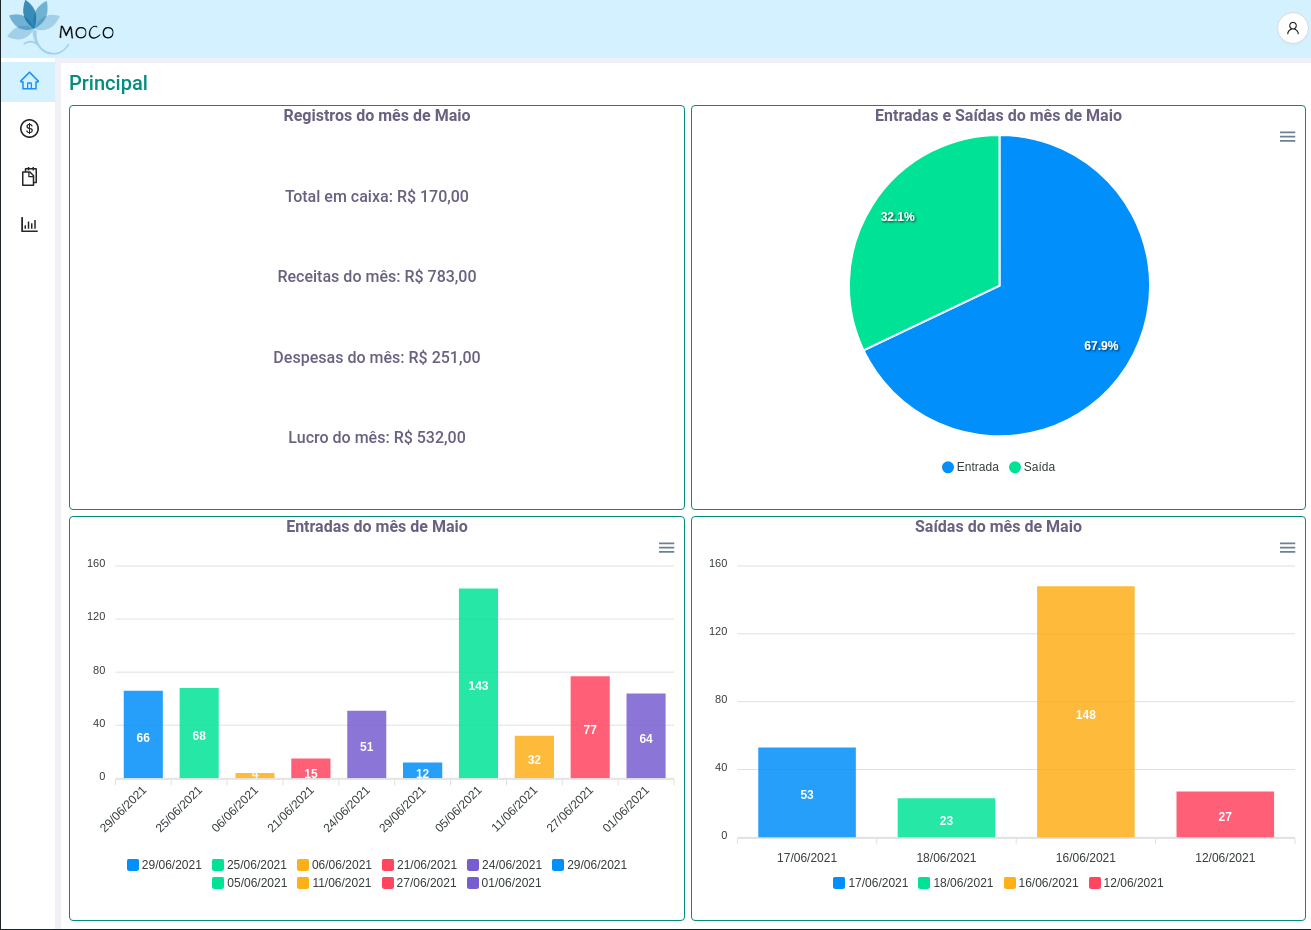 MOCO
Principal
Registros do mês de Maio
Total em caixa: R$ 170,00
Receitas do mês: R$ 783,00
Despesas do mês: R$ 251,00
Lucro do mês: R$ 532,00
Entradas e Saídas do mês de Maio
32.1%
67.9%
Entrada Saída
Entradas do mês de Maio
160
120
80
40
0
66 68 4 15 51 12 143 32 77 64
29/06/2021 25/06/2021 06/06/2021 21/06/2021 24/06/2021 29/06/2021 05/06/2021 11/06/2021 27/06/2021 01/06/2021
29/06/2021 25/06/2021 06/06/2021 21/06/2021 24/06/2021 29/06/2021
05/06/2021 11/06/2021 27/06/2021 01/06/2021
Saídas do mês de Maio
160
120
80
40
0
53 23 148 27
17/06/2021 18/06/2021 16/06/2021 12/06/2021
17/06/2021 18/06/2021 16/06/2021 12/06/2021